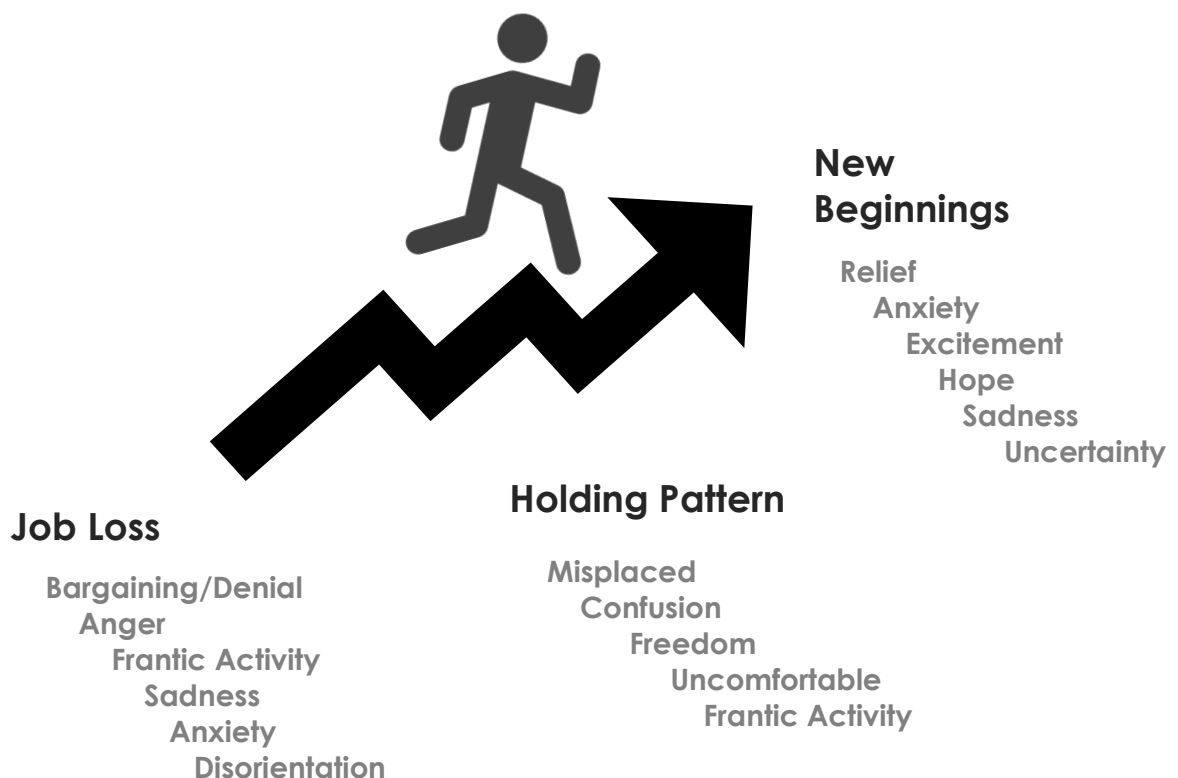 New
Beginnings
Relief
Anxiety
Excitement
Hope
Sadness
Uncertainty
Holding Pattern
Misplaced
Confusion
Freedom
Uncomfortable
Frantic Activity
Job Loss
Bargaining/Denial
Anger
Frantic Activity
Sadness
Anxiety
Disorientation